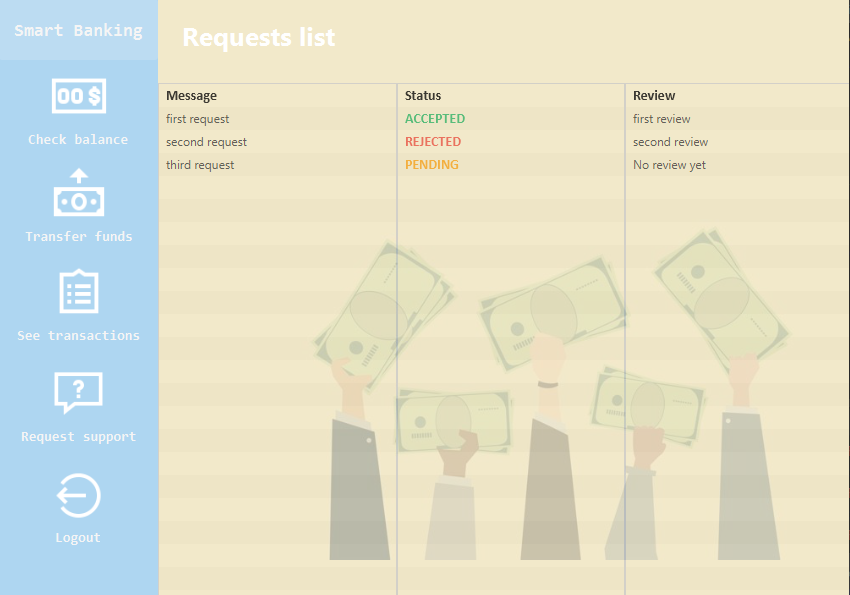 Smart Banking
Requests list
Message Status Review
first request ACCEPTED first review
second request REJECTED second review
third request PENDING No review yet
00 $
Check balance
Transfer funds
See transactions
?
Request support
Logout